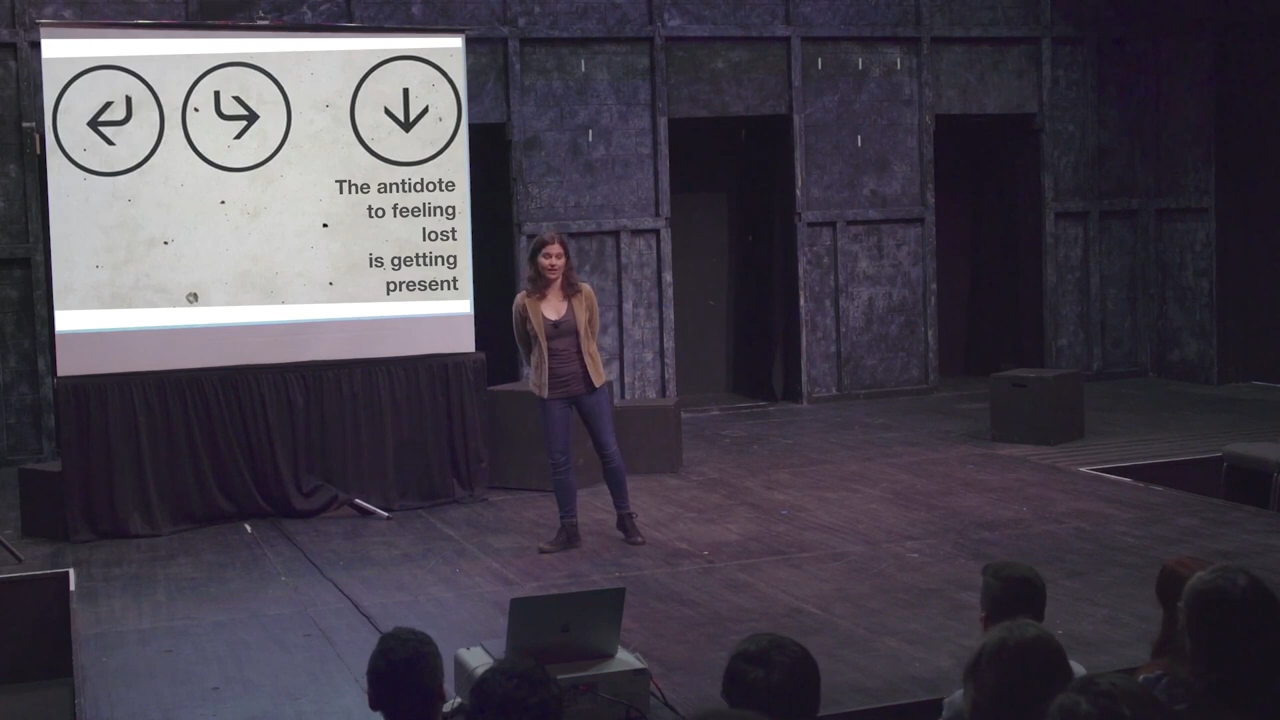 The antidote
to feeling
lost
is getting
present